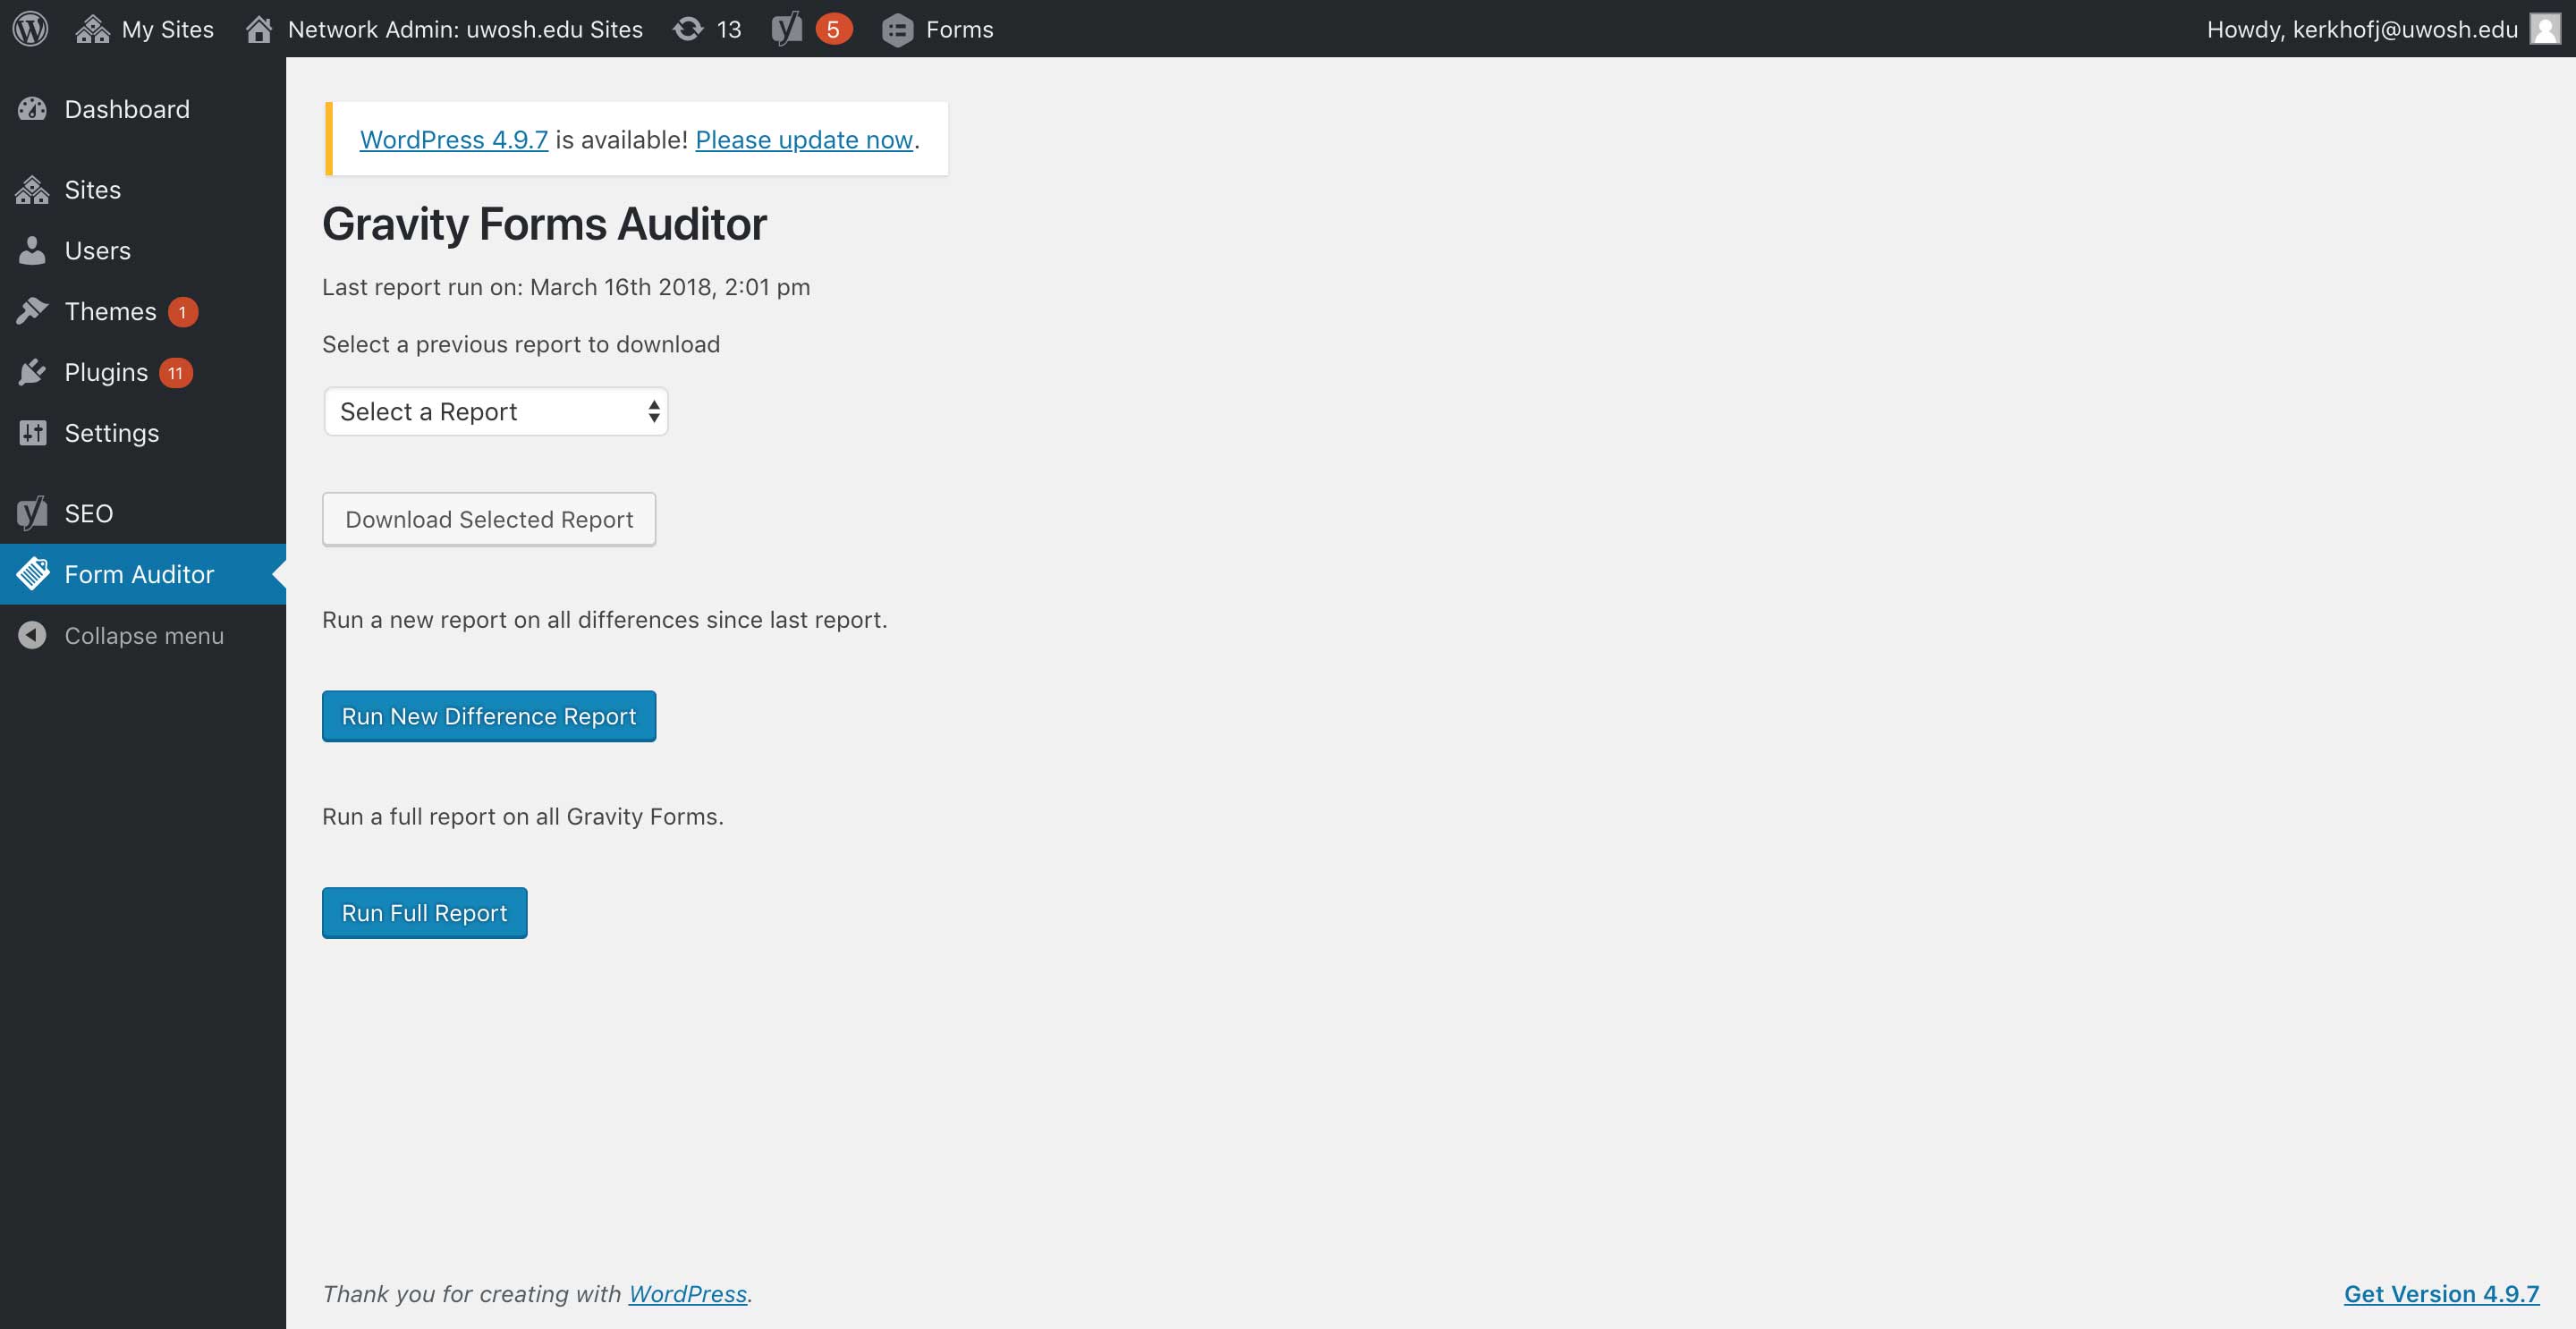 My Sites
Network Admin: uwosh.edu Sites
13
5
Forms
Howdy, kerkhofj@uwosh.edu
Dashboard
Sites
Users
Themes 1
Plugins 11
Settings
SEO
Form Auditor
Collapse menu
WordPress 4.9.7 is available! Please update now.
Gravity Forms Auditor
Last report run on: March 16th 2018, 2:01 pm
Select a previous report to download
Select a Report
Download Selected Report
Run a new report on all differences since last report.
Run New Difference Report
Run a full report on all Gravity Forms.
Run Full Report
Thank you for creating with WordPress.
Get Version 4.9.7